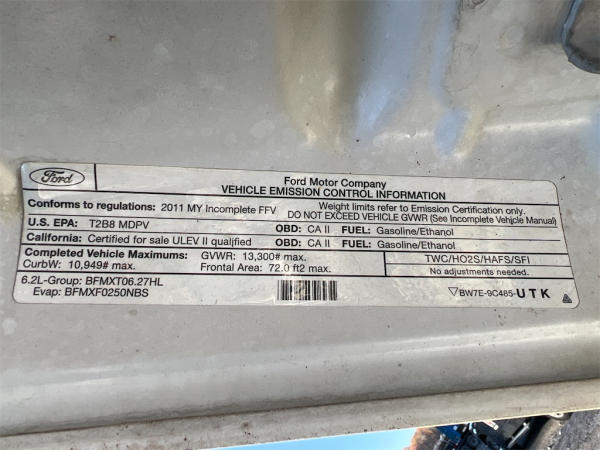 Ford
Ford Motor Company
VEHICLE EMISSION CONTROL INFORMATION
Conforms to regulations: 2011 MY Incomplete FFV
Weight limits refer to Emission Certification only.
DO NOT EXCEED VEHICLE GVWR (See Incomplete Vehicle Manual)
U.S. EPA: T2B8 MDPV OBD: CA II FUEL: Gasoline/Ethanol
California: Certified for sale ULEV II qualified OBD: CA II FUEL: Gasoline/Ethanol
Completed Vehicle Maximums: GVWR: 13,300# max.
CurbW: 10,949# max. Frontal Area: 72.0 ft2 max.
TWC/HO2S/HAFS/SFI
No adjustments needed.
6.2L-Group: BFMXT06.27HL
Evap: BFMXF0250NBS
BW7E-9C485-UTK